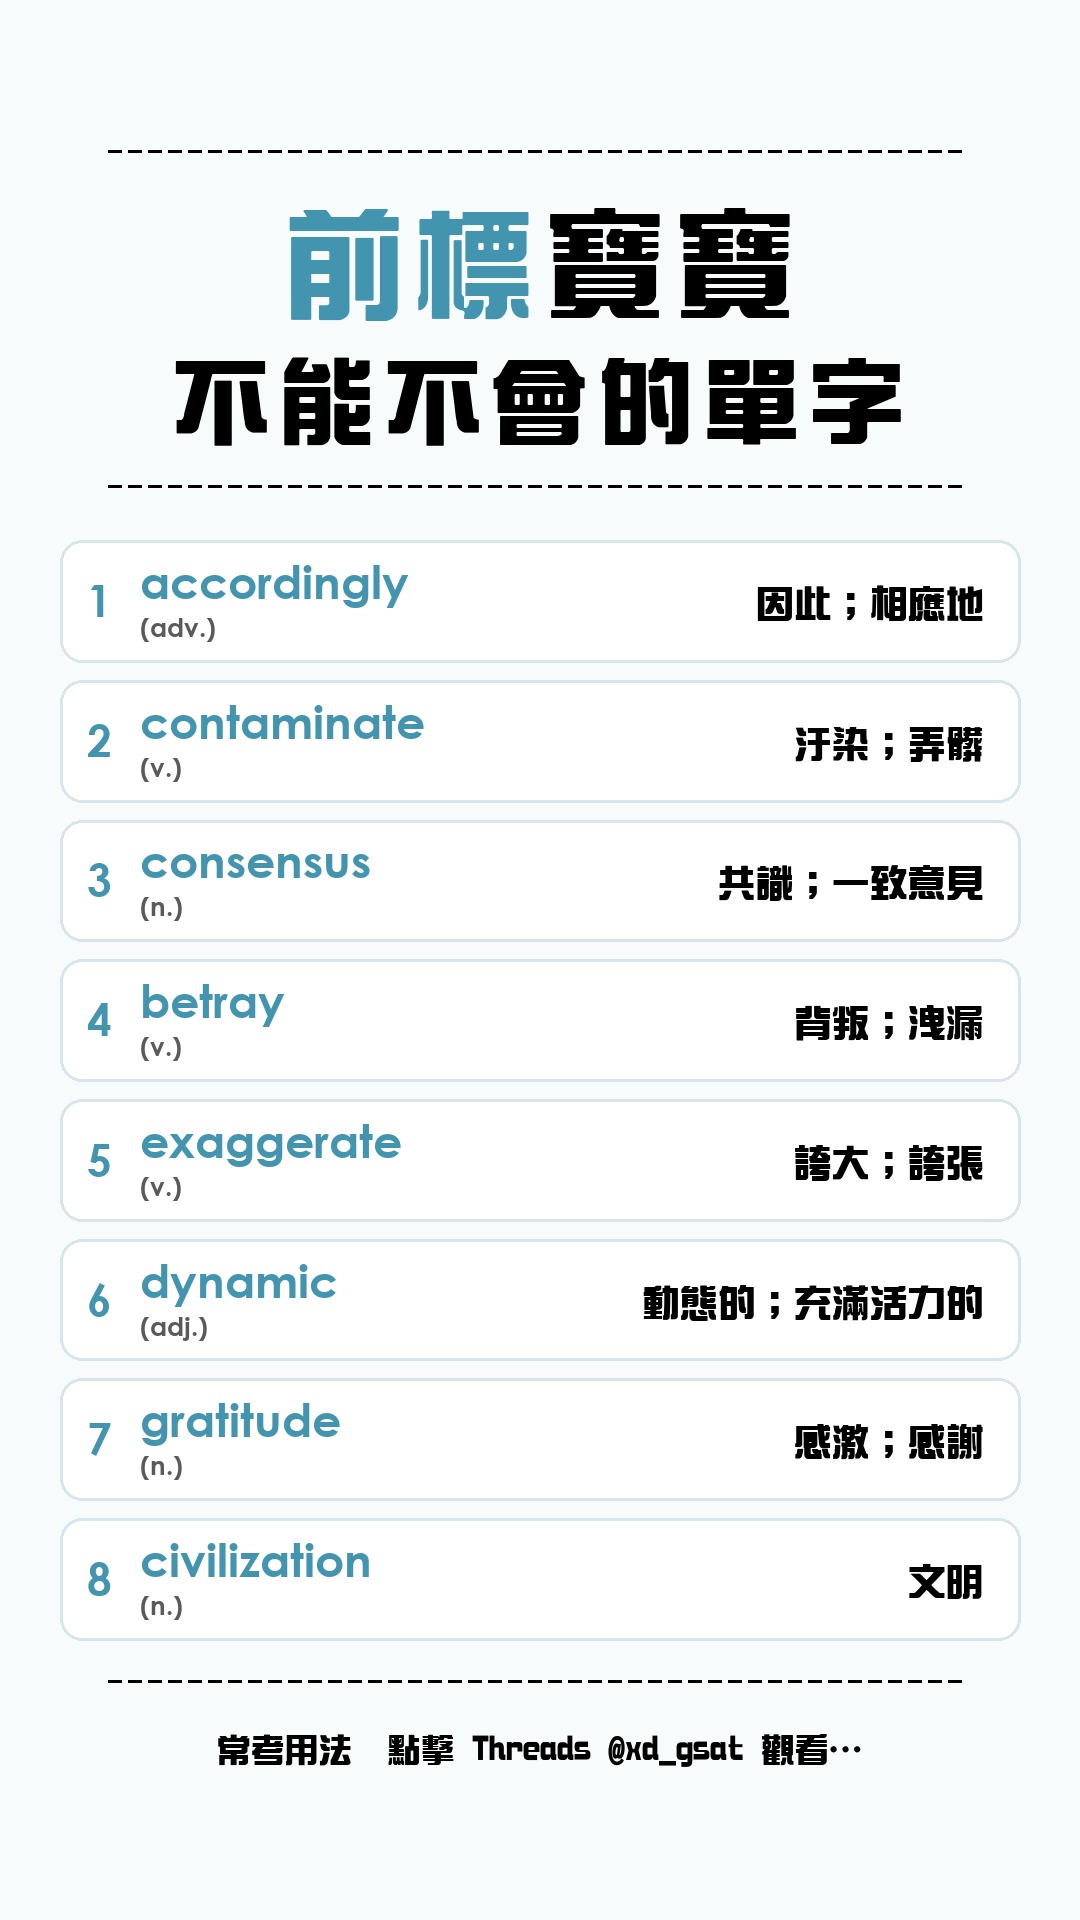 前標寶寶
不能不會的單字
1 accordingly
(adv.)
因此；相應地
2 contaminate
(v.)
汙染；弄髒
3 consensus
(n.)
共識；一致意見
4 betray
(v.)
背叛；洩漏
5 exaggerate
(v.)
誇大；誇張
6 dynamic
(adj.)
動態的；充滿活力的
7 gratitude
(n.)
感激；感謝
8 civilization
(n.)
文明
常考用法　點擊 Threads @xd_gsat 觀看…